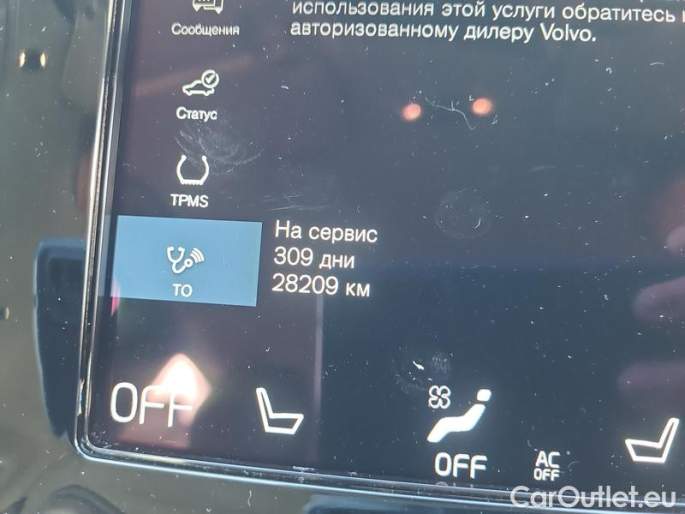 использования этой услуги обратитесь к
авторизованному дилеру Volvo.
Сообщения
Статус
TPMS
На сервис
309 дни
28209 км
ТО
OFF
OFF
AC
OFF
CarOutlet.eu